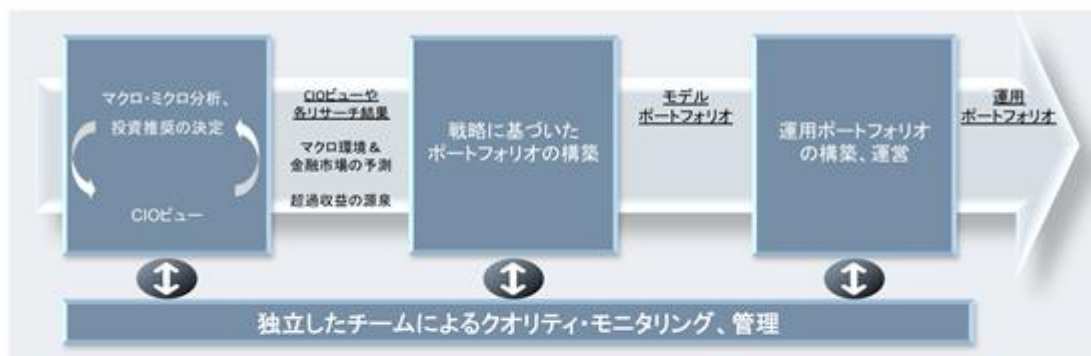 マクロ・ミクロ分析、
投資推奨の決定
CIOビュー
CIOビューや
各リサーチ結果
マクロ環境＆
金融市場の予測
超過収益の源泉
戦略に基づいた
ポートフォリオの構築
モデル
ポートフォリオ
運用ポートフォリオ
の構築、運営
運用
ポートフォリオ
独立したチームによるクオリティ・モニタリング、管理